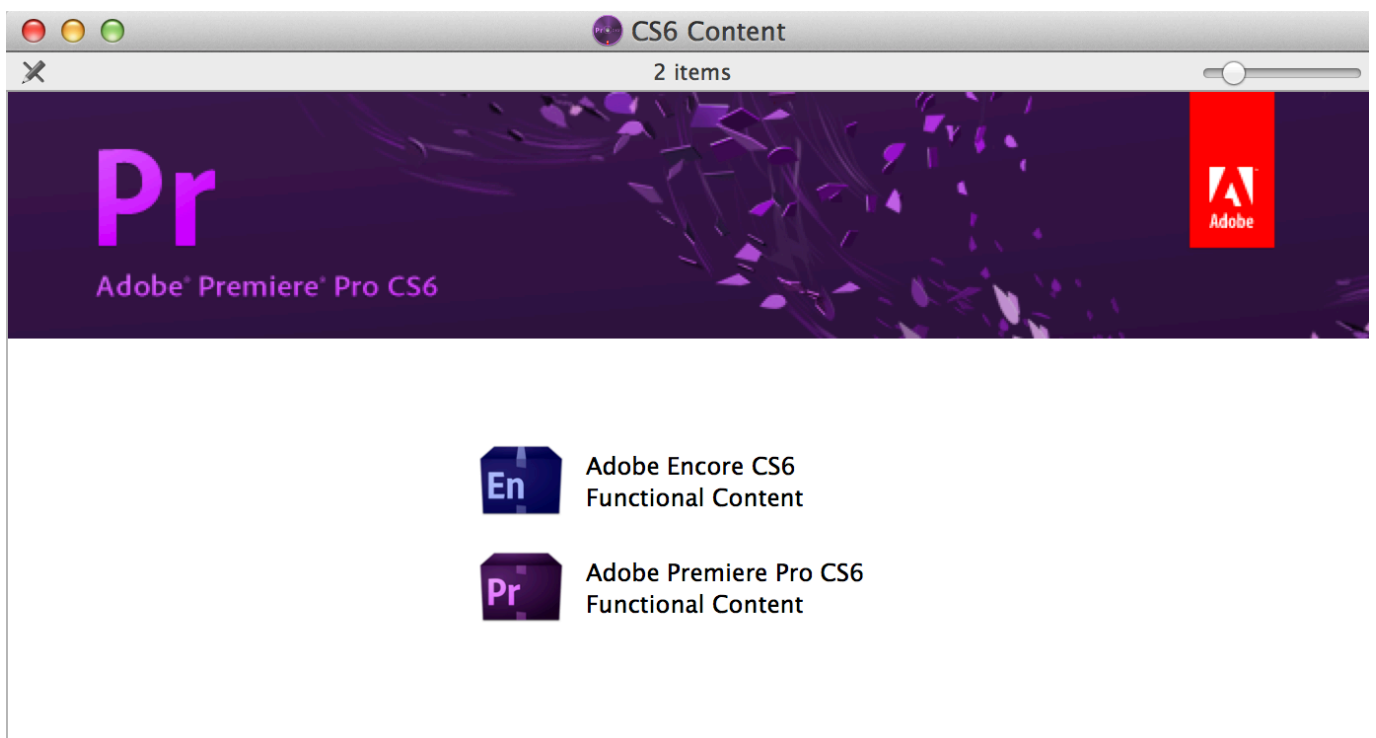 CS6 Content
2 items
Pr
Adobe
Adobe® Premiere® Pro CS6
En
Adobe Encore CS6
Functional Content
Pr
Adobe Premiere Pro CS6
Functional Content